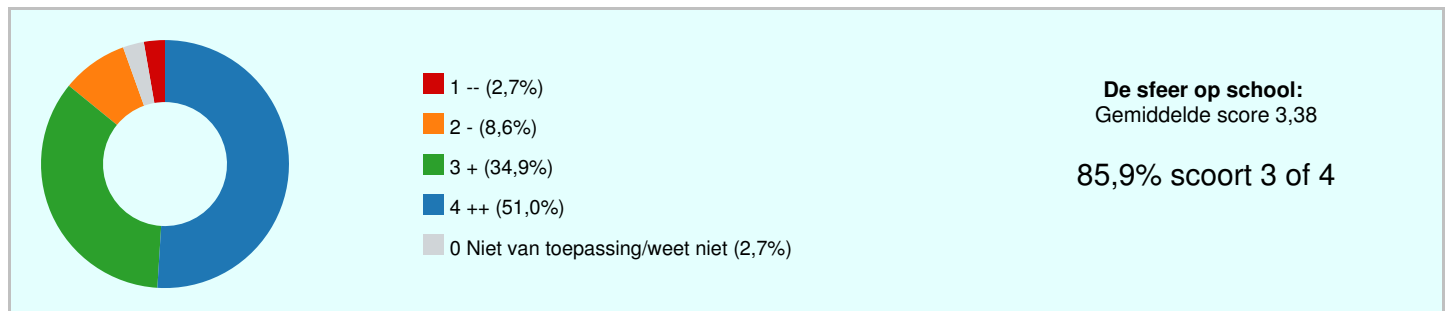 1 -- (2,7%)
2 - (8,6%)
3 + (34,9%)
4 ++ (51,0%)
0 Niet van toepassing/weet niet (2,7%)
De sfeer op school:
Gemiddelde score 3,38
85,9% scoort 3 of 4